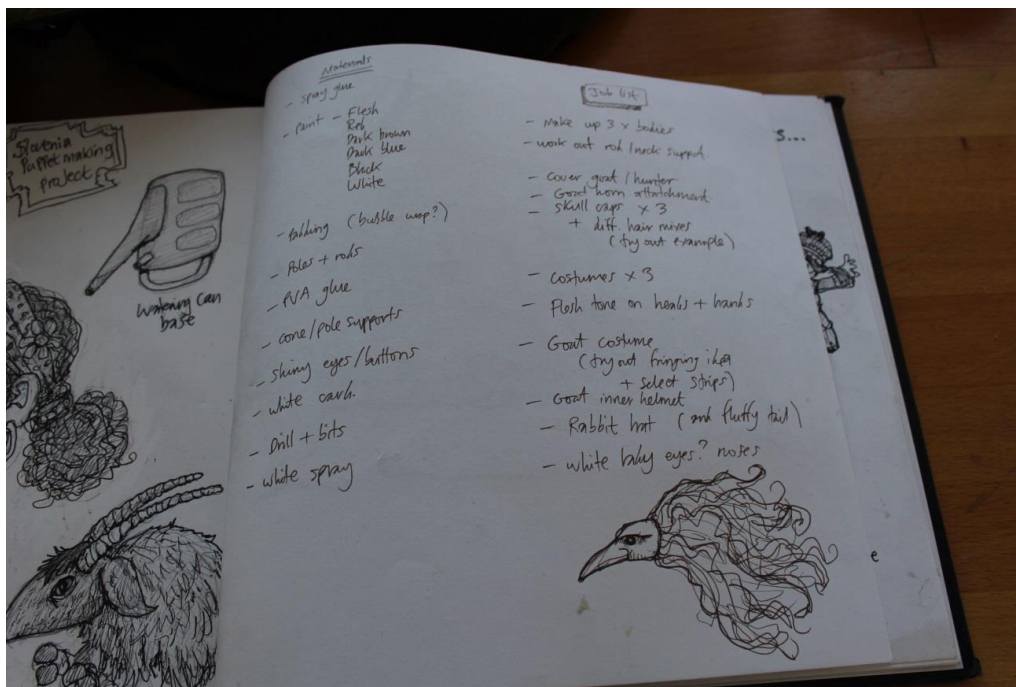 Slovenia
Puppet making
project
Watering can
base
Materials
- spray glue
- Paint - Flesh
Red
Dark brown
Dark blue
Black
White
- Padding (bubble wrap?)
- Poles + rods
- PVA glue
- cone/pole supports
- shiny eyes/buttons
- white card.
- Drill + bits
- white spray
Job list
- Make up 3 x bodies
- work out rod/neck support
- Cover goat/hunter
- Goat horn attatchment
- Skull caps x 3
+ diff. hair mixes
(try out example)
- Costumes x 3
- Flesh tone on heads + hands
- Goat costume
(try out fringing ikea
+ select strips)
- Goat inner helmet
- Rabbit hat (and fluffy tail)
- white baby eyes? noses
s...
e